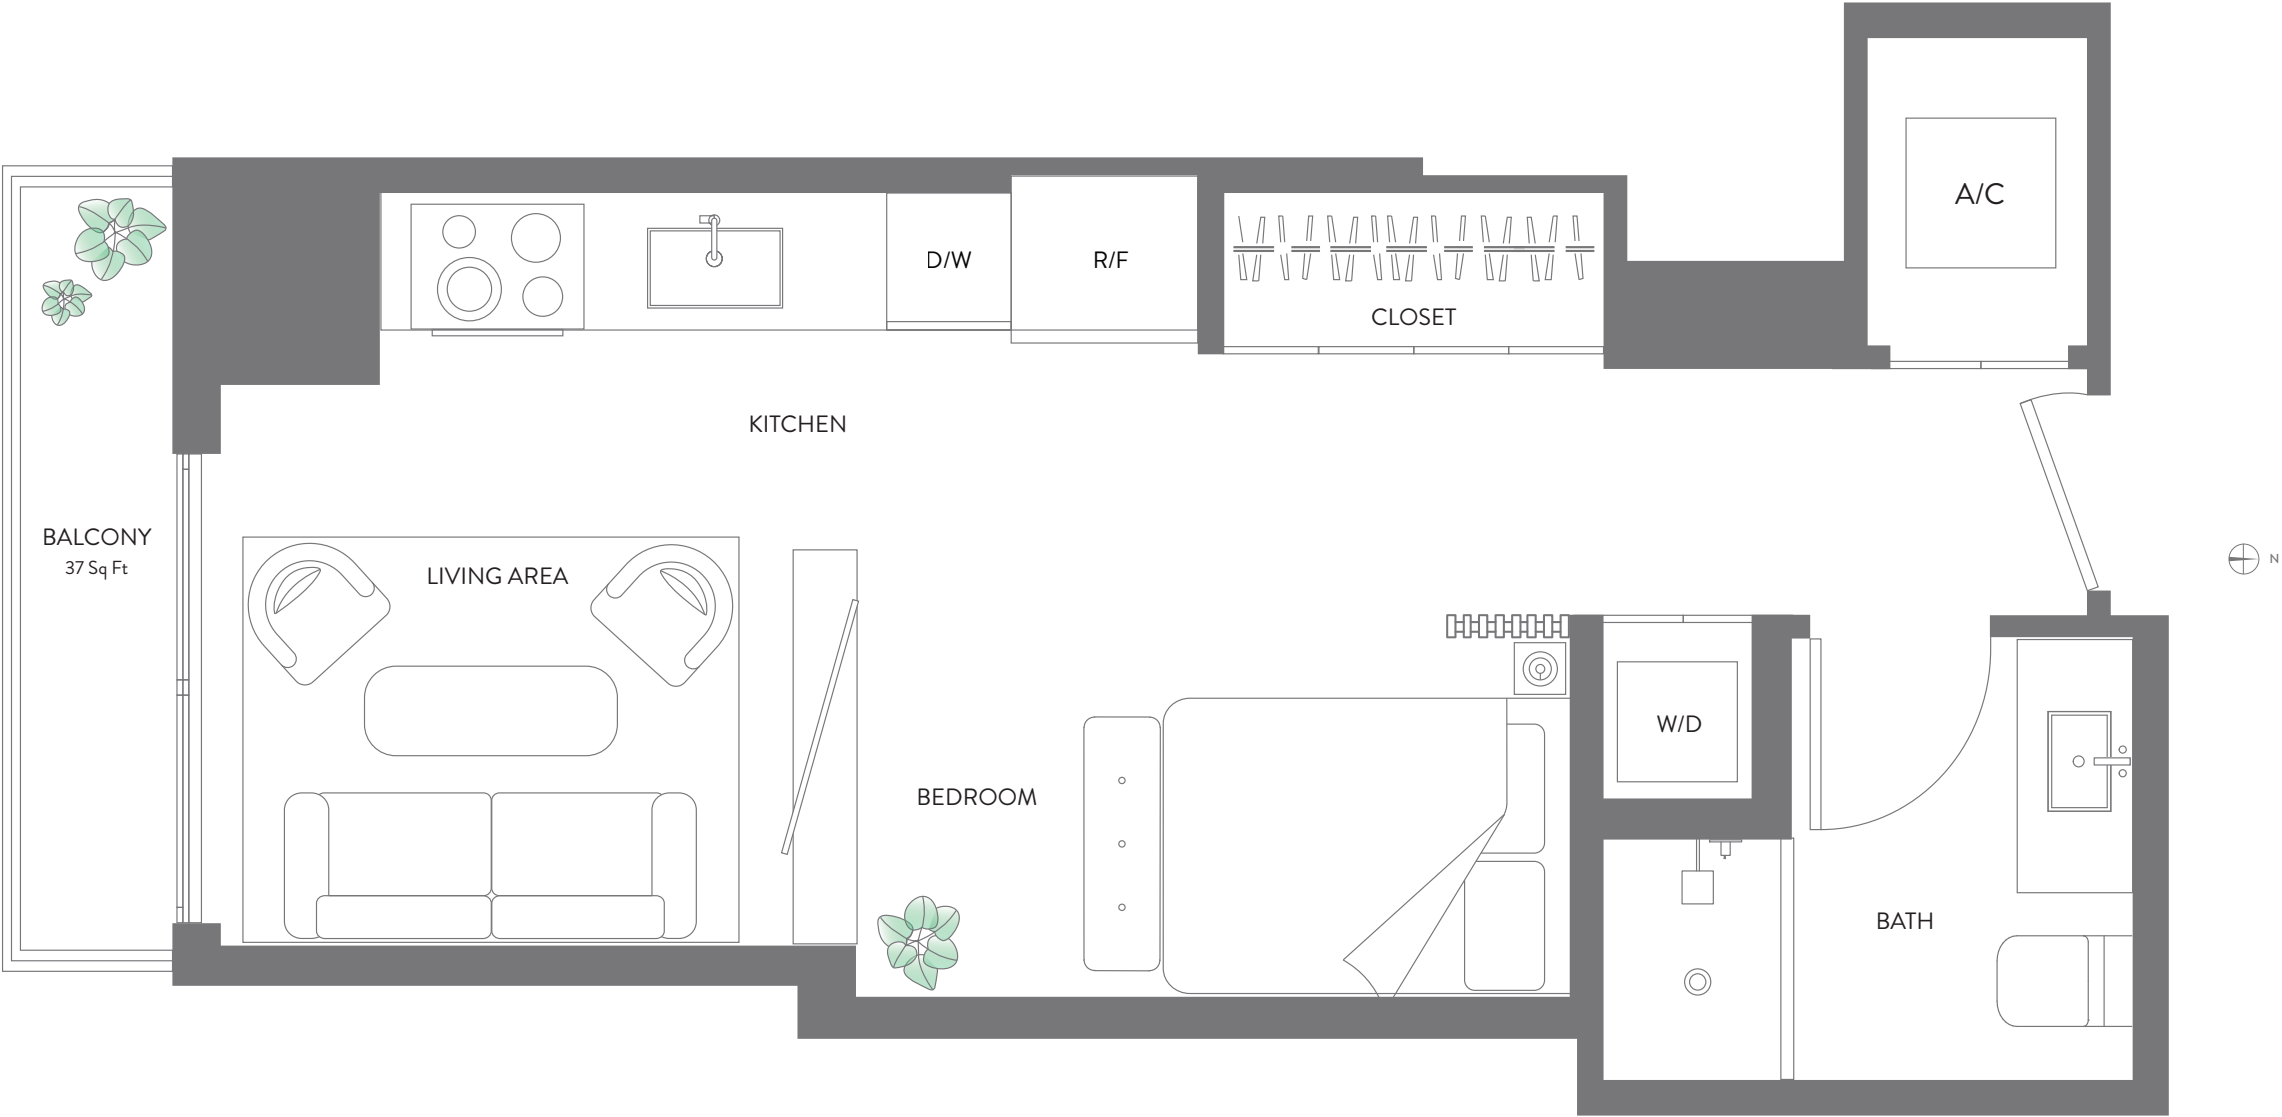 A/C
D/W
R/F
CLOSET
KITCHEN
BALCONY
37 Sq Ft
LIVING AREA
N
W/D
BEDROOM
BATH